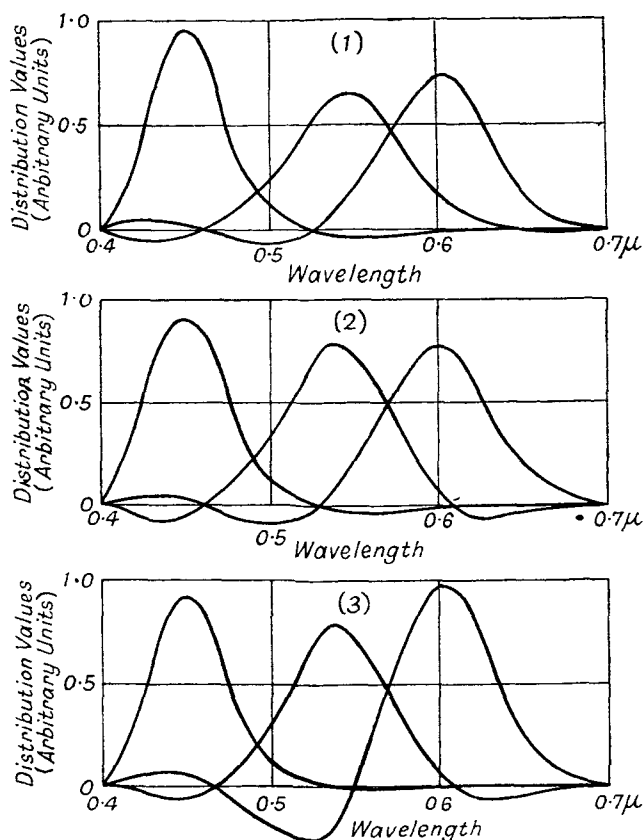 Distribution Values
(Arbitrary Units)
1.0
0.5
0
(1)
0.4
0.5
0.6
0.7μ
Wavelength
Distribution Values
(Arbitrary Units)
1.0
0.5
0
(2)
0.4
0.5
0.6
0.7μ
Wavelength
Distribution Values
(Arbitrary Units)
1.0
0.5
0
(3)
0.4
0.5
0.6
0.7μ
Wavelength